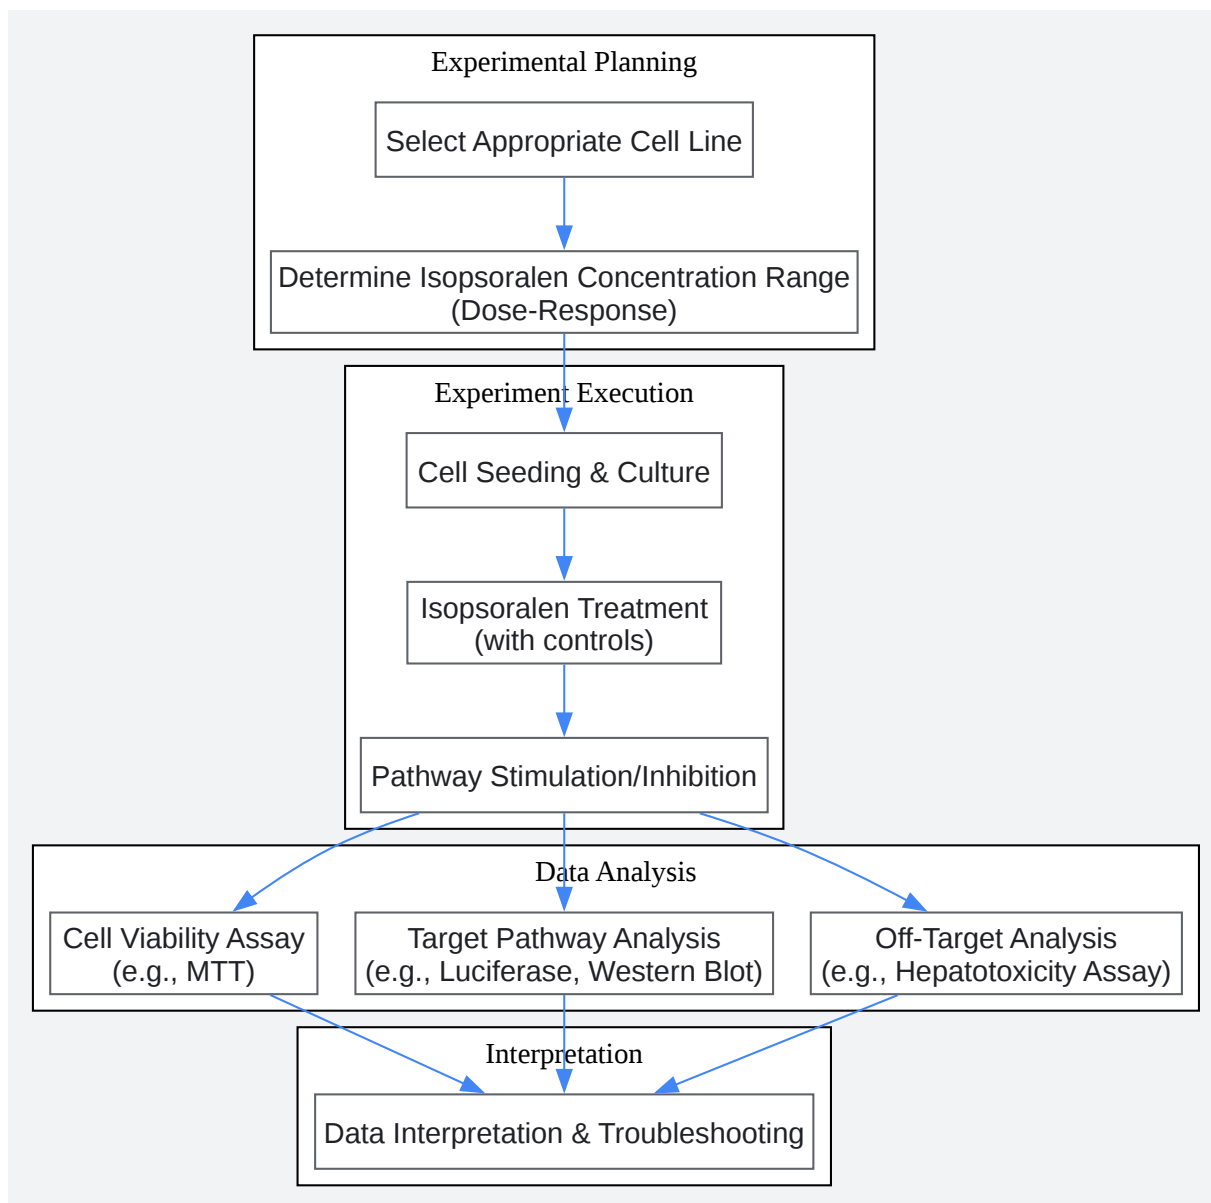 Experimental Planning
Select Appropriate Cell Line
Determine Isopsoralen Concentration Range
(Dose-Response)
Experiment Execution
Cell Seeding & Culture
Isopsoralen Treatment
(with controls)
Pathway Stimulation/Inhibition
Data Analysis
Cell Viability Assay
(e.g., MTT)
Target Pathway Analysis
(e.g., Luciferase, Western Blot)
Off-Target Analysis
(e.g., Hepatotoxicity Assay)
Interpretation
Data Interpretation & Troubleshooting